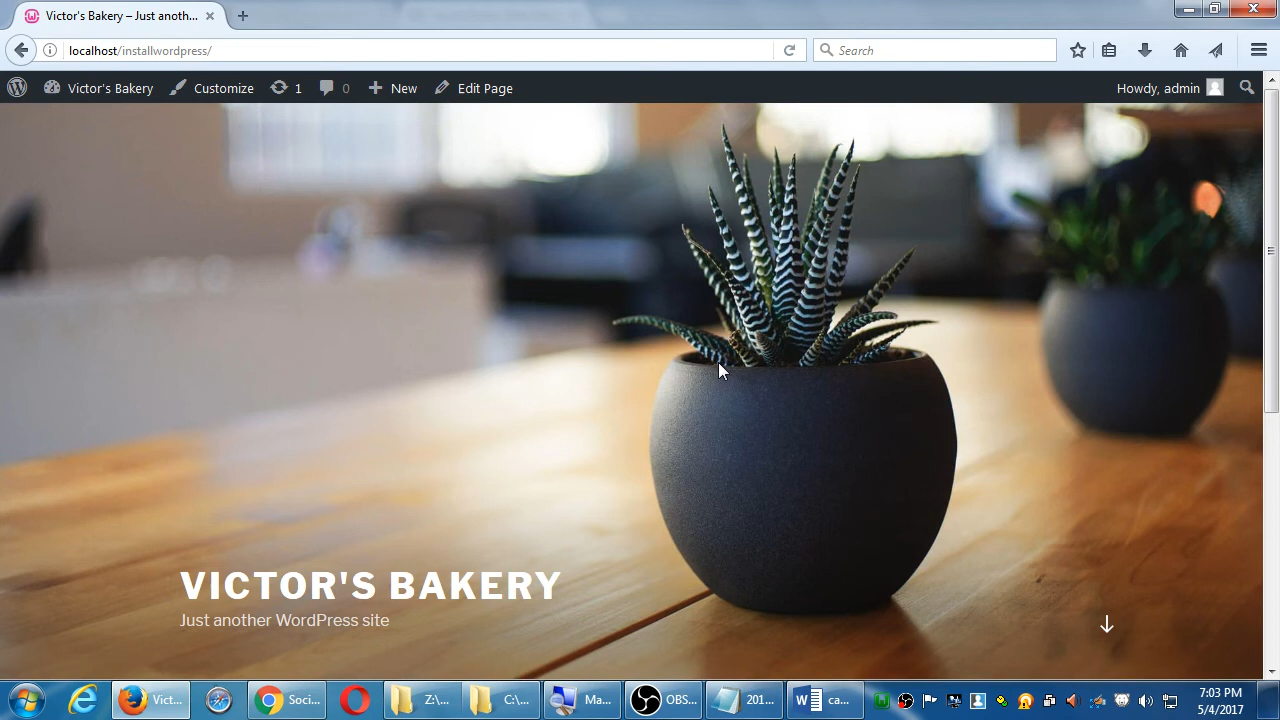 Victor's Bakery – Just anoth...
localhost/installwordpress/
Search
Victor's Bakery
Customize
1
0
New
Edit Page
Howdy, admin
VICTOR'S BAKERY
Just another WordPress site
Vict...
Soci...
Z:\...
C:\...
Ma...
OBS...
201...
ca...
7:03 PM
5/4/2017